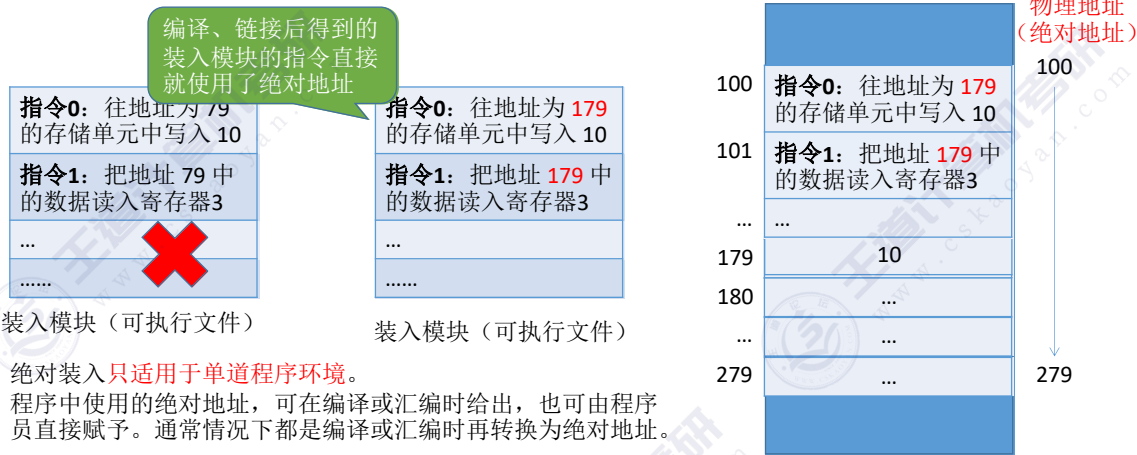 编译、链接后得到的
装入模块的指令直接
就使用了绝对地址
指令0：往地址为 79
的存储单元中写入 10
指令1：把地址 79 中
的数据读入寄存器3
...
......
装入模块（可执行文件）
指令0：往地址为 179
的存储单元中写入 10
指令1：把地址 179 中
的数据读入寄存器3
...
......
装入模块（可执行文件）
绝对装入只适用于单道程序环境。
程序中使用的绝对地址，可在编译或汇编时给出，也可由程序
员直接赋予。通常情况下都是编译或汇编时再转换为绝对地址。
物理地址
（绝对地址）
100
指令0：往地址为 179
的存储单元中写入 10
100
101
指令1：把地址 179 中
的数据读入寄存器3
...
...
179
10
180
...
...
...
279
...
279
王道计算机考研
www.cskaoyan.com